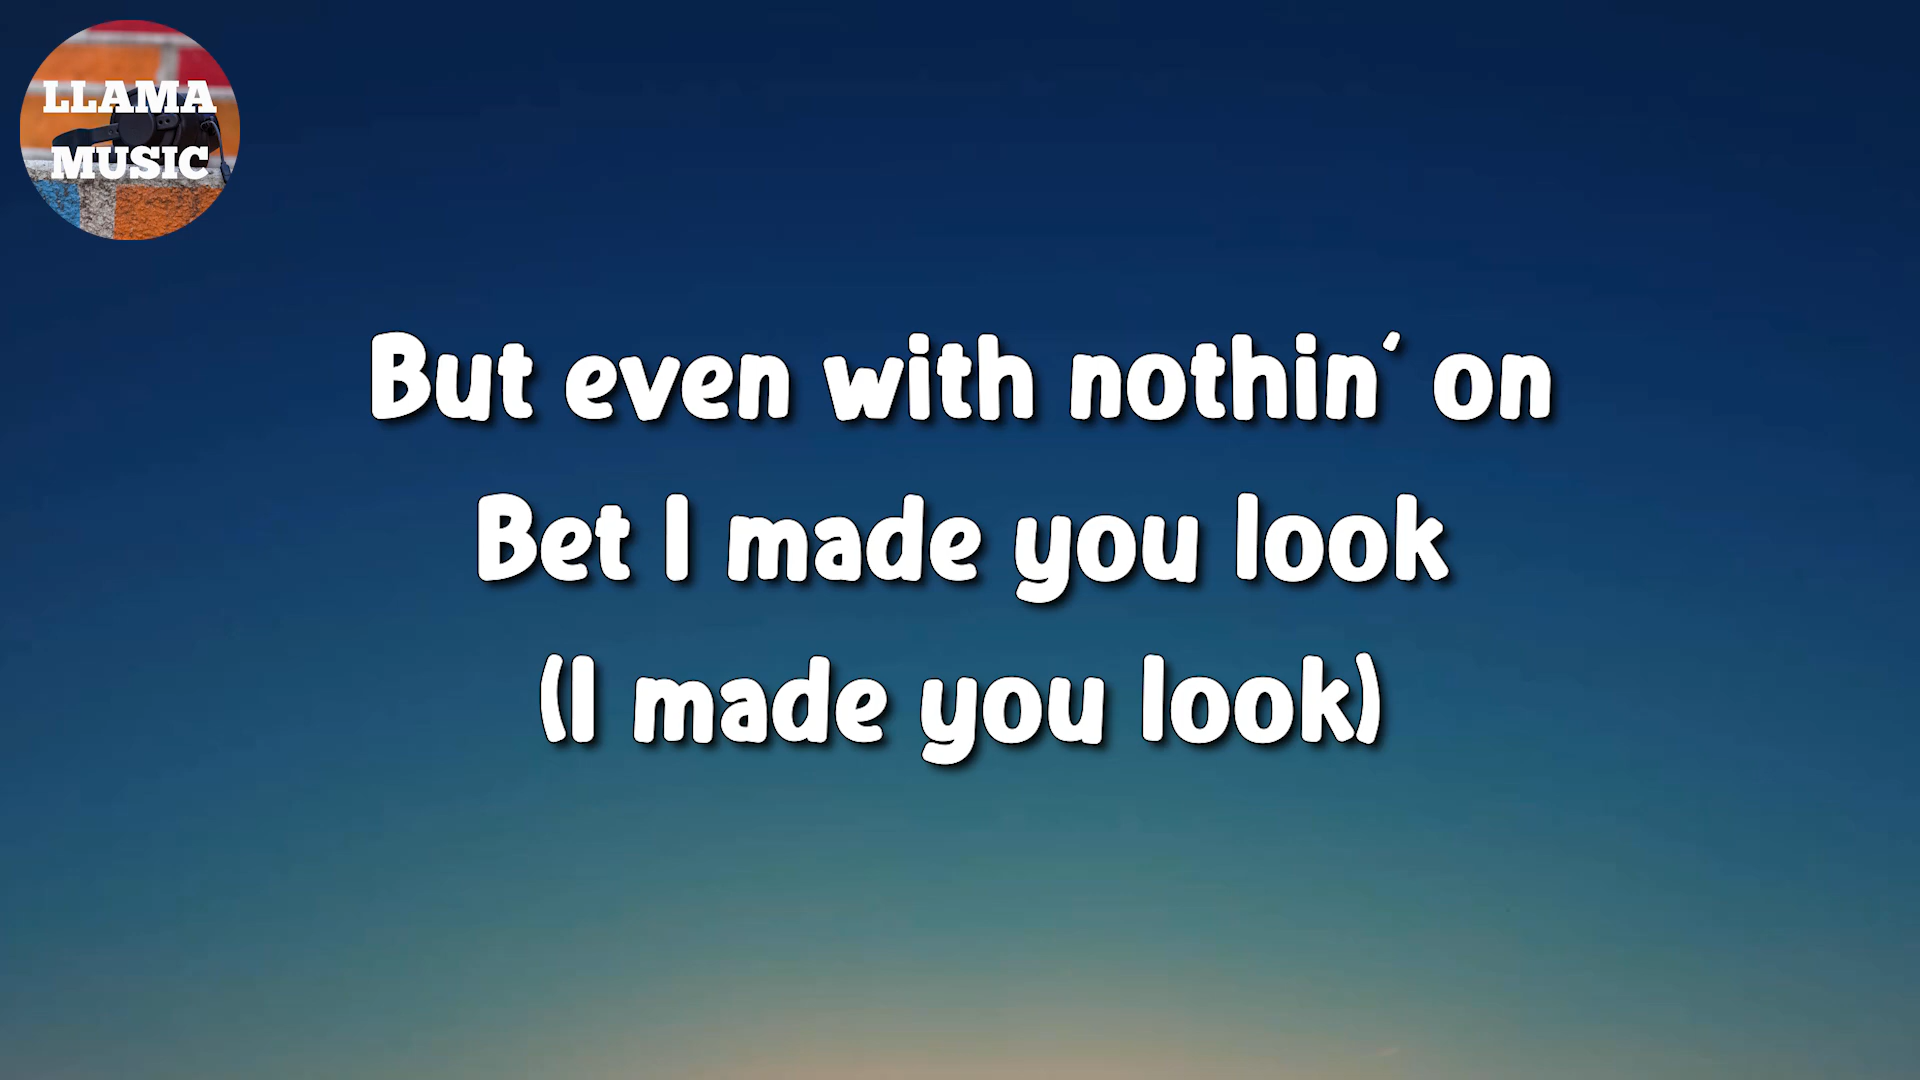 LLAMA
MUSIC
But even with nothin' on
Bet I made you look
(I made you look)